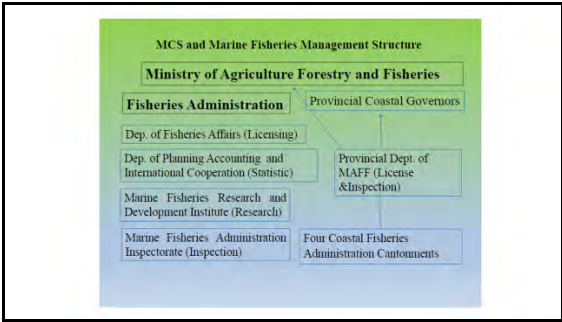 MCS and Marine Fisheries Management Structure
Ministry of Agriculture Forestry and Fisheries
Fisheries Administration
Provincial Coastal Governors
Dep. of Fisheries Affairs (Licensing)
Dep. of Planning Accounting and
International Cooperation (Statistic)
Provincial Dept. of
MAFF (License
&Inspection)
Marine Fisheries Research and
Development Institute (Research)
Marine Fisheries Administration
Inspectorate (Inspection)
Four Coastal Fisheries
Administration Cantonments